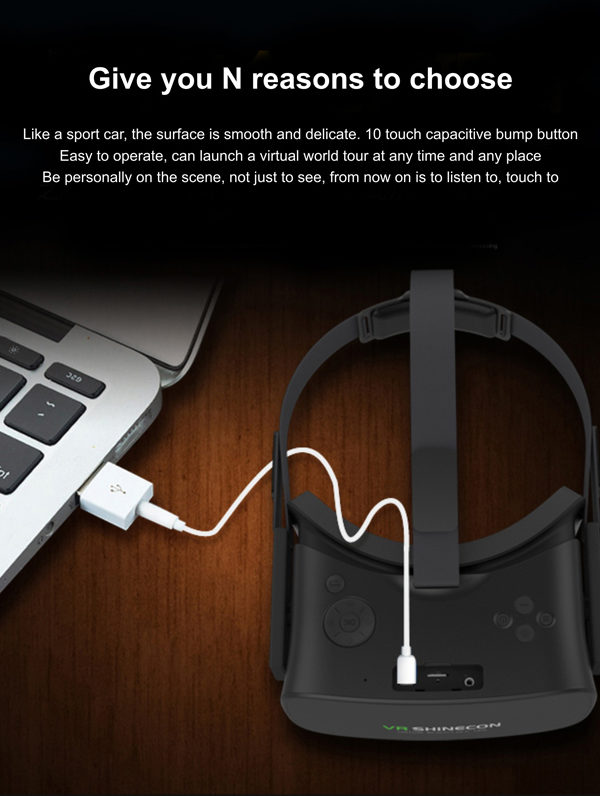 Give you N reasons to choose
Like a sport car, the surface is smooth and delicate. 10 touch capacitive bump button
Easy to operate, can launch a virtual world tour at any time and any place
Be personally on the scene, not just to see, from now on is to listen to, touch to
esc
VR SHINECON